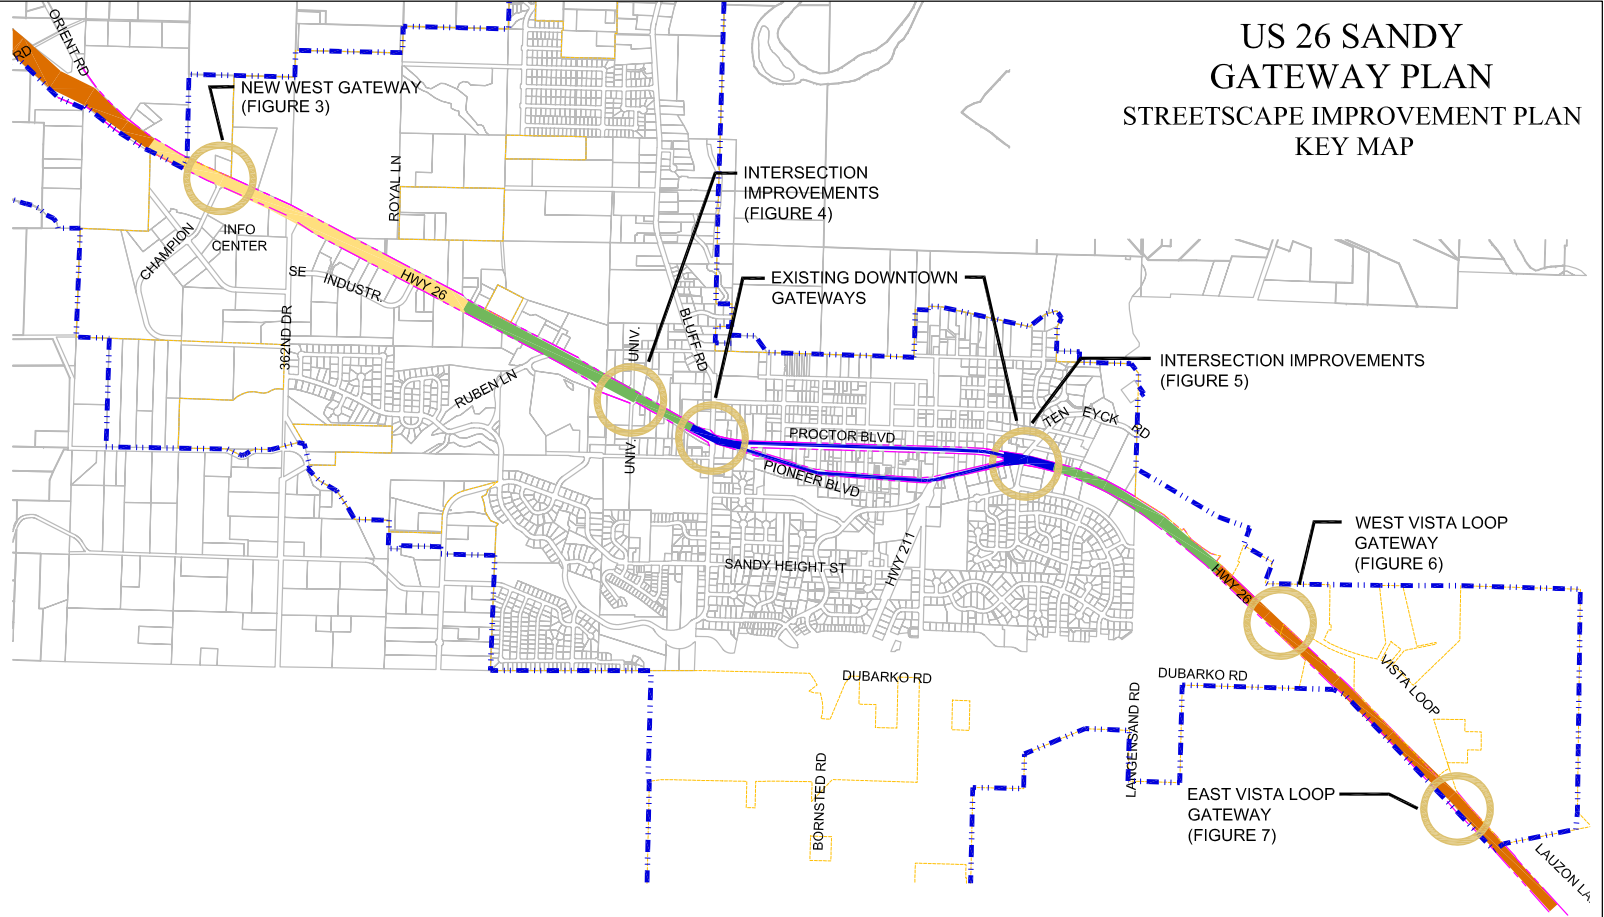 US 26 SANDY
GATEWAY PLAN
STREETSCAPE IMPROVEMENT PLAN
KEY MAP
ORIENT RD
RD
NEW WEST GATEWAY
(FIGURE 3)
ROYAL LN
INTERSECTION
IMPROVEMENTS
(FIGURE 4)
CHAMPION
INFO
CENTER
SE
INDUSTR.
HWY 26
362ND DR
EXISTING DOWNTOWN
GATEWAYS
BLUFF RD
UNIV.
RUBEN LN
INTERSECTION IMPROVEMENTS
(FIGURE 5)
TEN EYCK RD
PROCTOR BLVD
PIONEER BLVD
UNIV.
WEST VISTA LOOP
GATEWAY
(FIGURE 6)
SANDY HEIGHT ST
HWY 211
HWY 26
DUBARKO RD
DUBARKO RD
VISTA LOOP
LANGENSAND RD
BORNSTED RD
EAST VISTA LOOP
GATEWAY
(FIGURE 7)
LAUZON LA.